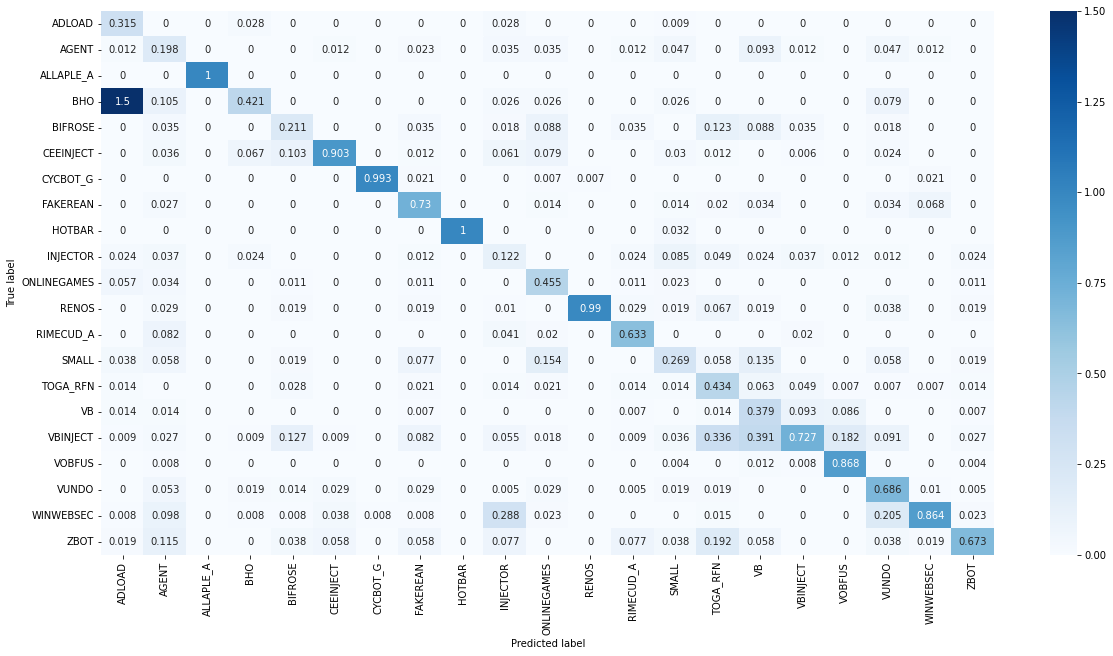 ADLOAD 0.315 0 0 0.028 0 0 0 0 0 0.028 0 0 0 0.009 0 0 0 0 0 0 0
AGENT 0.012 0.198 0 0 0 0.012 0 0.023 0 0.035 0.035 0 0.012 0.047 0 0.093 0.012 0 0.047 0.012 0
ALLAPLE_A 0 0 1 0 0 0 0 0 0 0 0 0 0 0 0 0 0 0 0 0 0
BHO 1.5 0.105 0 0.421 0 0 0 0 0 0.026 0.026 0 0 0.026 0 0 0 0 0.079 0 0
BIFROSE 0 0.035 0 0 0.211 0 0 0.035 0 0.018 0.088 0 0.035 0 0.123 0.088 0.035 0 0.018 0 0
CEEINJECT 0 0.036 0 0.067 0.103 0.903 0 0.012 0 0.061 0.079 0 0 0.03 0.012 0 0.006 0 0.024 0 0
CYCBOT_G 0 0 0 0 0 0 0.993 0.021 0 0 0.007 0.007 0 0 0 0 0 0 0 0.021 0
FAKEREAN 0 0.027 0 0 0 0 0 0.73 0 0 0.014 0 0 0.014 0.02 0.034 0 0 0.034 0.068 0
HOTBAR 0 0 0 0 0 0 0 0 1 0 0 0 0 0.032 0 0 0 0 0 0 0
INJECTOR 0.024 0.037 0 0.024 0 0 0 0.012 0 0.122 0 0 0.024 0.085 0.049 0.024 0.037 0.012 0.012 0 0.024
ONLINEGAMES 0.057 0.034 0 0 0.011 0 0 0.011 0 0 0.455 0 0.011 0.023 0 0 0 0 0 0 0.011
RENOS 0 0.029 0 0 0.019 0 0 0.019 0 0.01 0 0.99 0.029 0.019 0.067 0.019 0 0 0.038 0 0.019
RIMECUD_A 0 0.082 0 0 0 0 0 0 0 0.041 0.02 0 0.633 0 0 0 0.02 0 0 0 0
SMALL 0.038 0.058 0 0 0.019 0 0 0.077 0 0 0.154 0 0 0.269 0.058 0.135 0 0 0.058 0 0.019
TOGA_RFN 0.014 0 0 0 0.028 0 0 0.021 0 0.014 0.021 0 0.014 0.014 0.434 0.063 0.049 0.007 0.007 0.007 0.014
VB 0.014 0.014 0 0 0 0 0 0.007 0 0 0 0 0.007 0 0.014 0.379 0.093 0.086 0 0 0.007
VBINJECT 0.009 0.027 0 0.009 0.127 0.009 0 0.082 0 0.055 0.018 0 0.009 0.036 0.336 0.391 0.727 0.182 0.091 0 0.027
VOBFUS 0 0.008 0 0 0 0 0 0 0 0 0 0 0 0.004 0 0.012 0.008 0.868 0 0 0.004
VUNDO 0 0.053 0 0.019 0.014 0.029 0 0.029 0 0.005 0.029 0 0.005 0.019 0.019 0 0 0 0.686 0.01 0.005
WINWEBSEC 0.008 0.098 0 0.008 0.008 0.038 0.008 0.008 0 0.288 0.023 0 0 0 0.015 0 0 0 0.205 0.864 0.023
ZBOT 0.019 0.115 0 0 0.038 0.058 0 0.058 0 0.077 0 0 0.077 0.038 0.192 0.058 0 0 0.038 0.019 0.673
True label
ADLOAD AGENT ALLAPLE_A BHO BIFROSE CEEINJECT CYCBOT_G FAKEREAN HOTBAR INJECTOR ONLINEGAMES RENOS RIMECUD_A SMALL TOGA_RFN VB VBINJECT VOBFUS VUNDO WINWEBSEC ZBOT
Predicted label
1.50
1.25
1.00
0.75
0.50
0.25
0.00